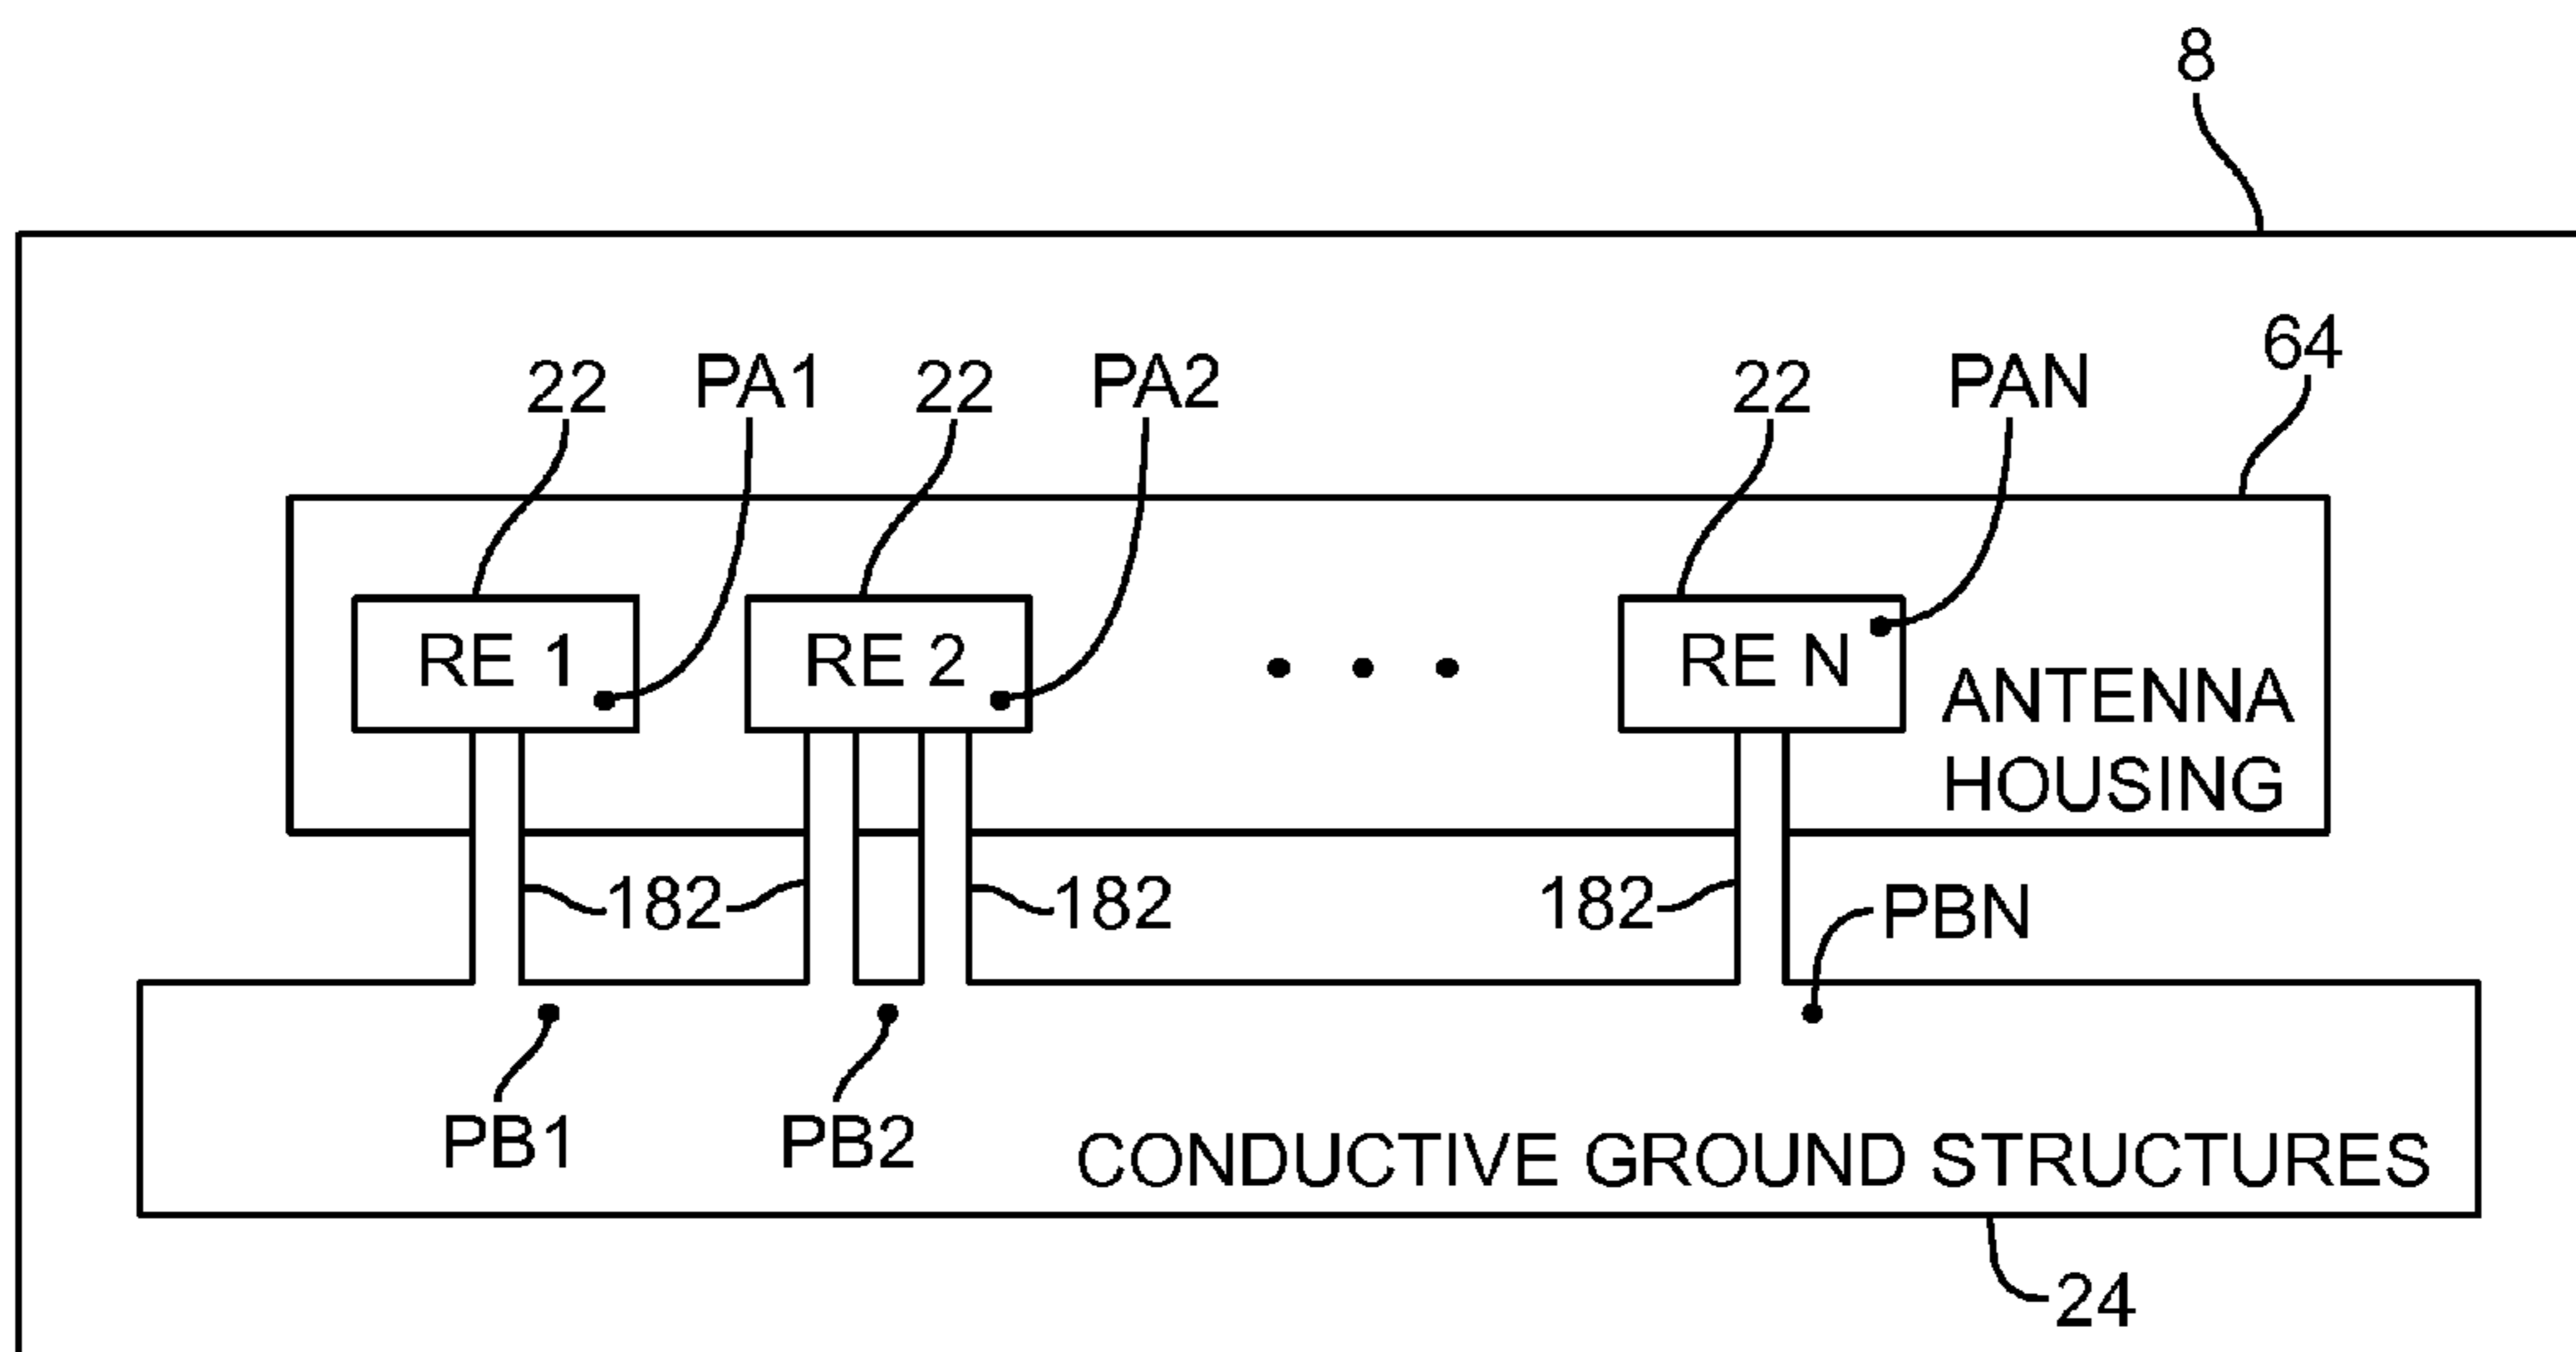 8
64
22 PA1 22 PA2 22 PAN
RE 1 RE 2 • • • RE N
ANTENNA
HOUSING
182 182 182 PBN
PB1 PB2
CONDUCTIVE GROUND STRUCTURES
24